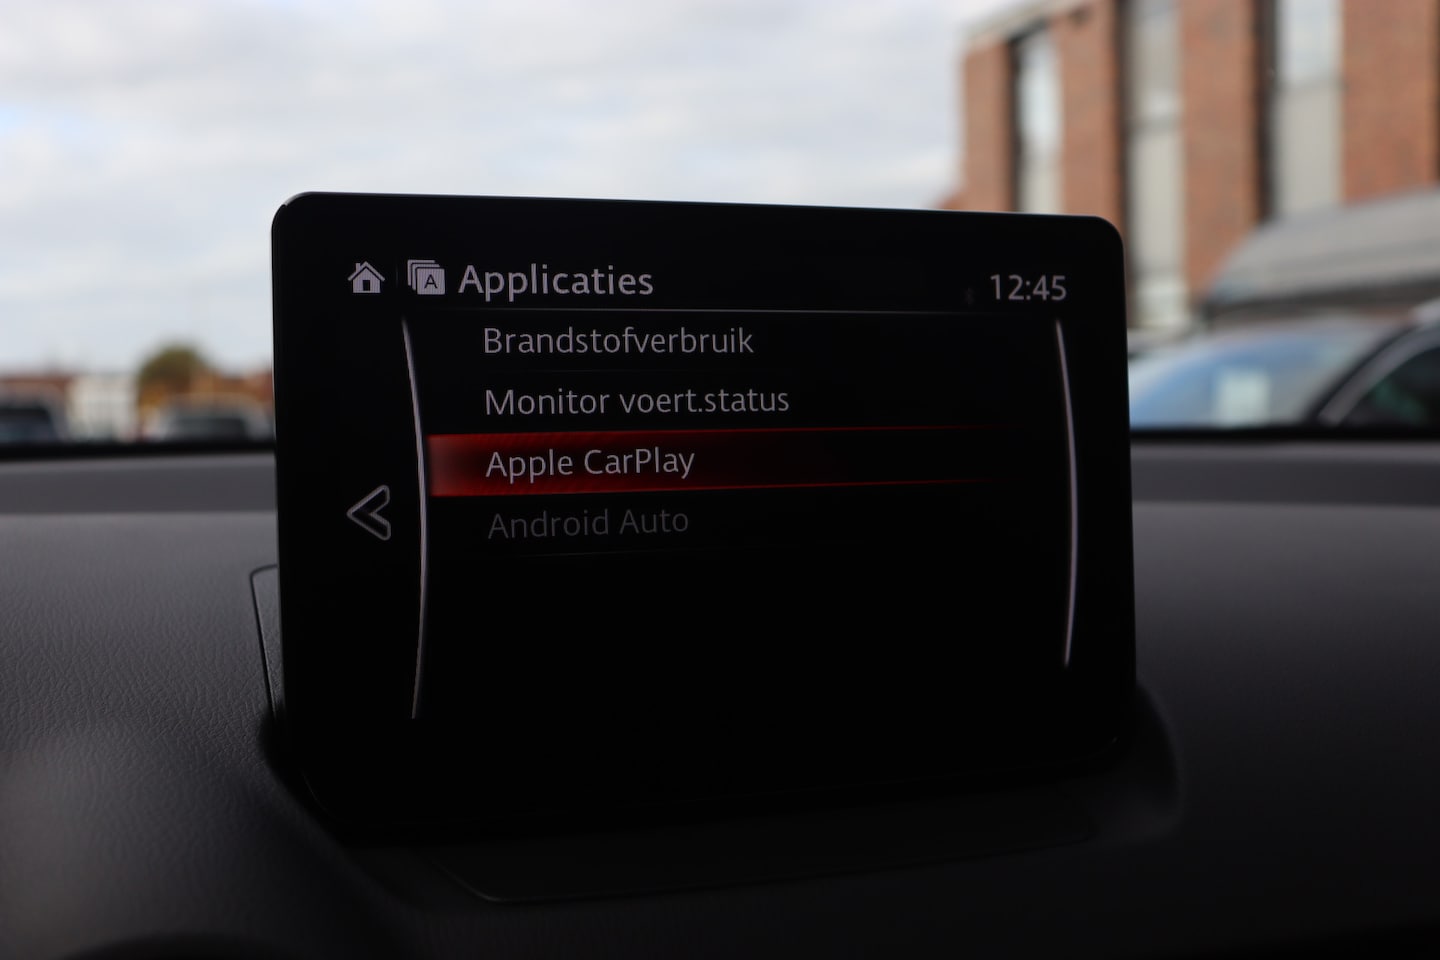 Applicaties
12:45
Brandstofverbruik
Monitor voert.status
Apple CarPlay
Android Auto